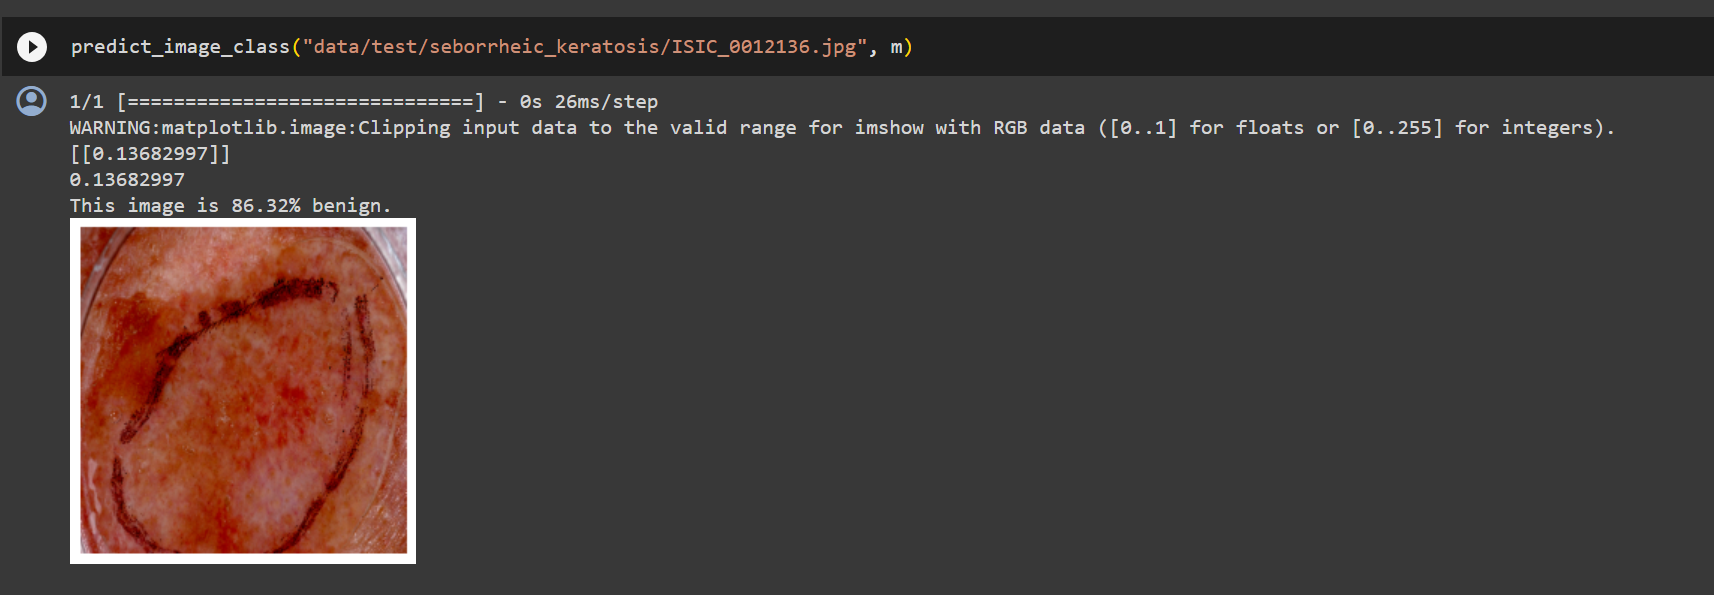 predict_image_class("data/test/seborrheic_keratosis/ISIC_0012136.jpg", m)
1/1 [==============================] - 0s 26ms/step
WARNING:matplotlib.image:Clipping input data to the valid range for imshow with RGB data ([0..1] for floats or [0..255] for integers).
[[0.13682997]]
0.13682997
This image is 86.32% benign.